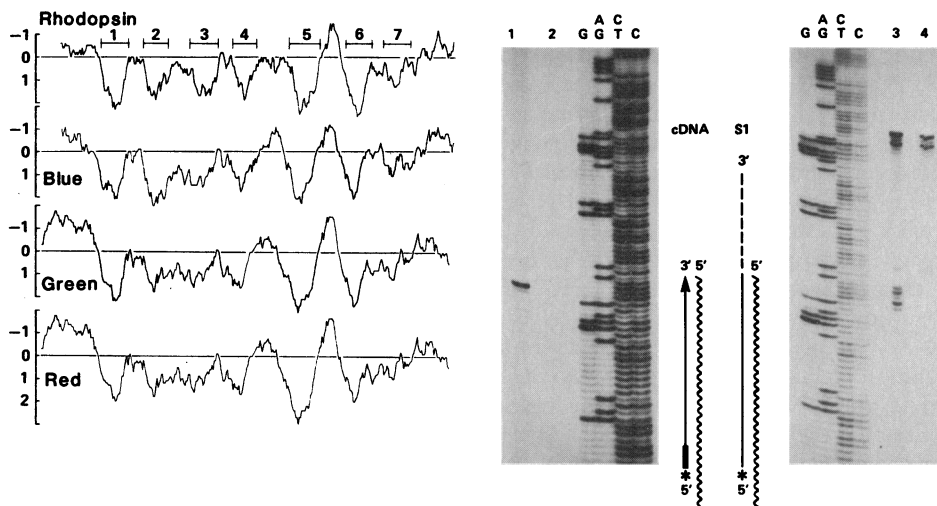 Rhodopsin
1 2 3 4 5 6 7
-1
0
1
2
-1
0
1
Blue
-1
0
1
Green
-1
0
1
2
Red
A C
1 2 G G T C
cDNA S1
3'
3' 5' 5'
* *
5' 5'
A C
G G T C 3 4